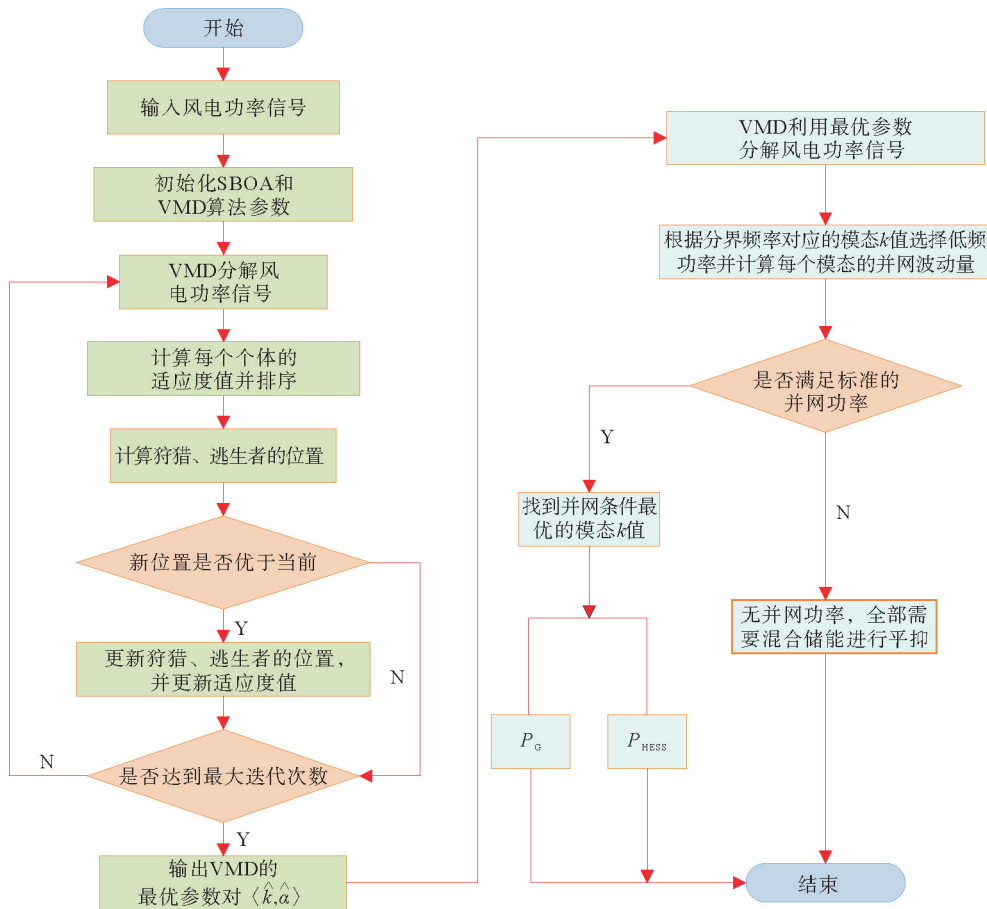 开始
输入风电功率信号
初始化SBOA和
VMD算法参数
VMD分解风
电功率信号
计算每个个体的
适应度值并排序
计算狩猎、逃生者的位置
新位置是否优于当前
Y
N
更新狩猎、逃生者的位置,
并更新适应度值
N
是否达到最大迭代次数
Y
输出VMD的
最优参数对⟨k̂,α̂⟩
VMD利用最优参数
分解风电功率信号
根据分界频率对应的模态k值选择低频
功率并计算每个模态的并网波动量
是否满足标准的
并网功率
Y
N
找到并网条件最
优的模态k值
无并网功率，全部需
要混合储能进行平抑
P_G
P_HESS
结束